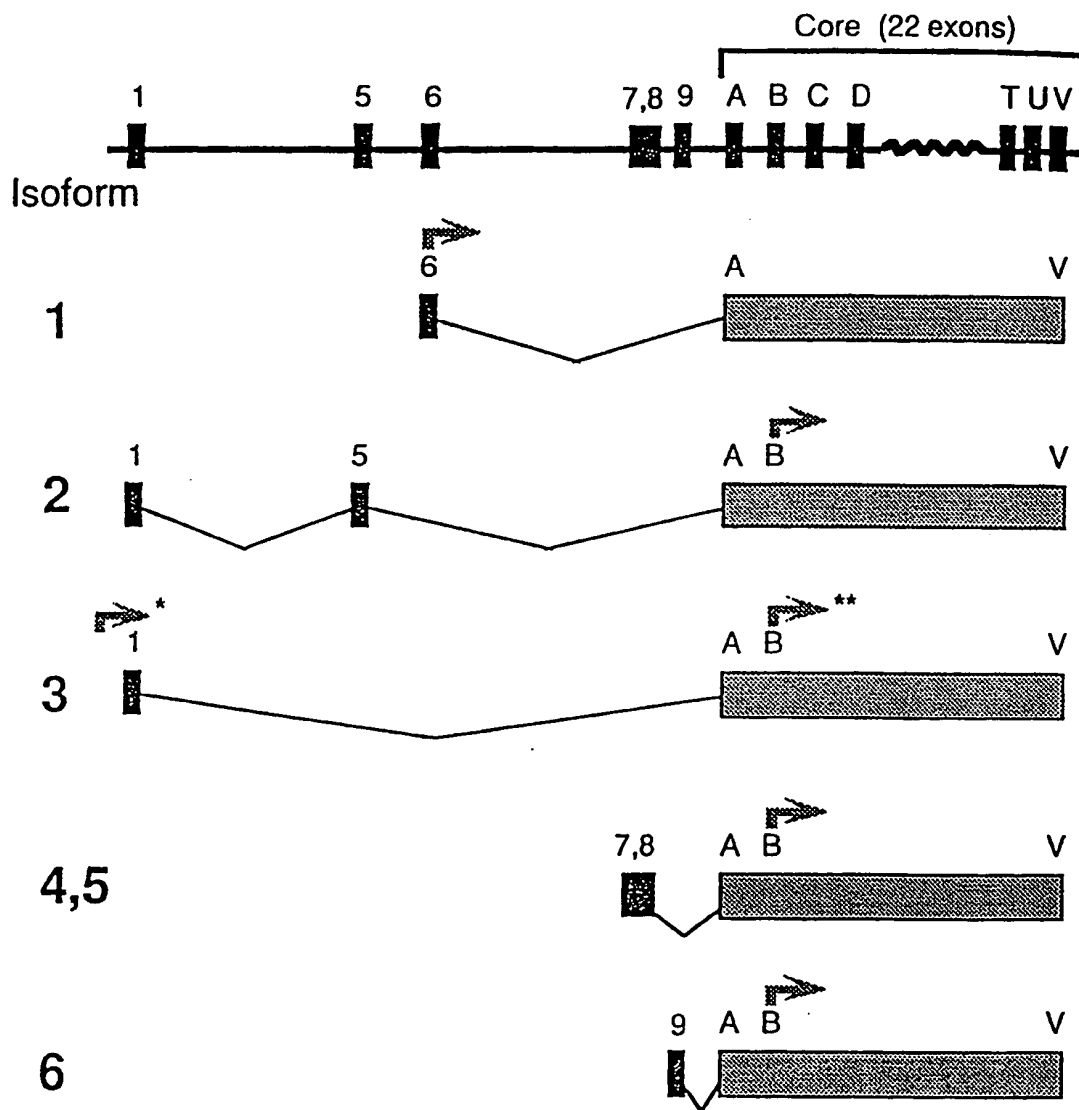 Core (22 exons)
1 5 6 7,8 9 A B C D T U V
Isoform
6 A V
1
1 5 A B V
2
* **
1 A B V
3
7,8 A B V
4,5
9 A B V
6